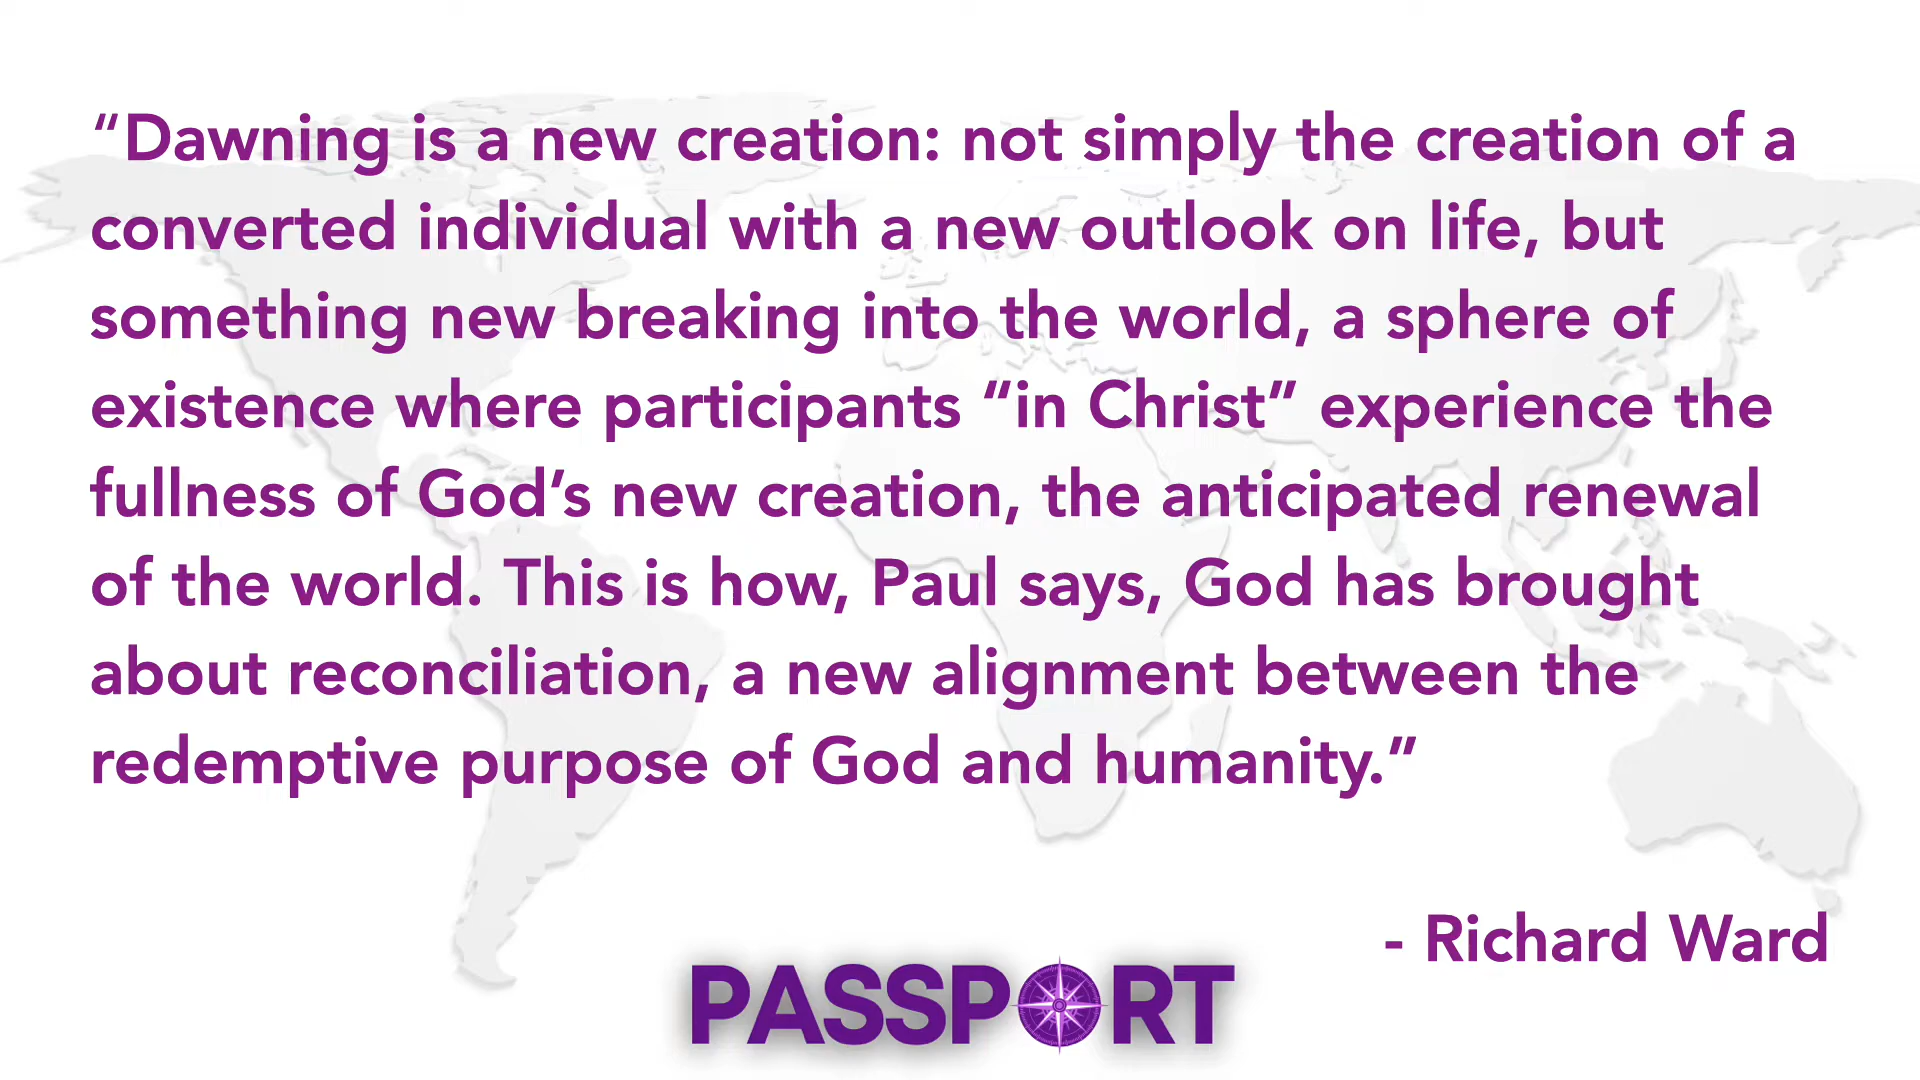 “Dawning is a new creation: not simply the creation of a
converted individual with a new outlook on life, but
something new breaking into the world, a sphere of
existence where participants “in Christ” experience the
fullness of God’s new creation, the anticipated renewal
of the world. This is how, Paul says, God has brought
about reconciliation, a new alignment between the
redemptive purpose of God and humanity.”
- Richard Ward
PASSPORT